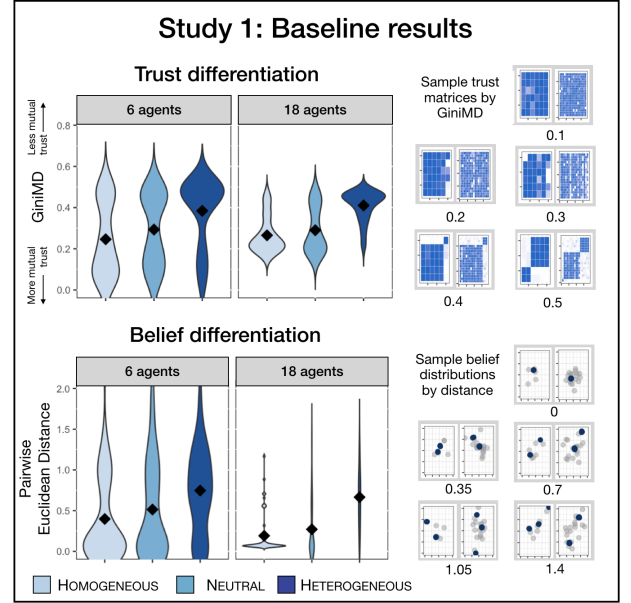 Study 1: Baseline results
Trust differentiation
6 agents
18 agents
Less mutual
trust
GiniMD
More mutual
trust
0.8
0.6
0.4
0.2
0.0
Sample trust
matrices by
GiniMD
0.1
0.2
0.3
0.4
0.5
Belief differentiation
6 agents
18 agents
Pairwise
Euclidean Distance
2.0
1.5
1.0
0.5
0.0
Sample belief
distributions
by distance
0
0.35
0.7
1.05
1.4
HOMOGENEOUS
NEUTRAL
HETEROGENEOUS